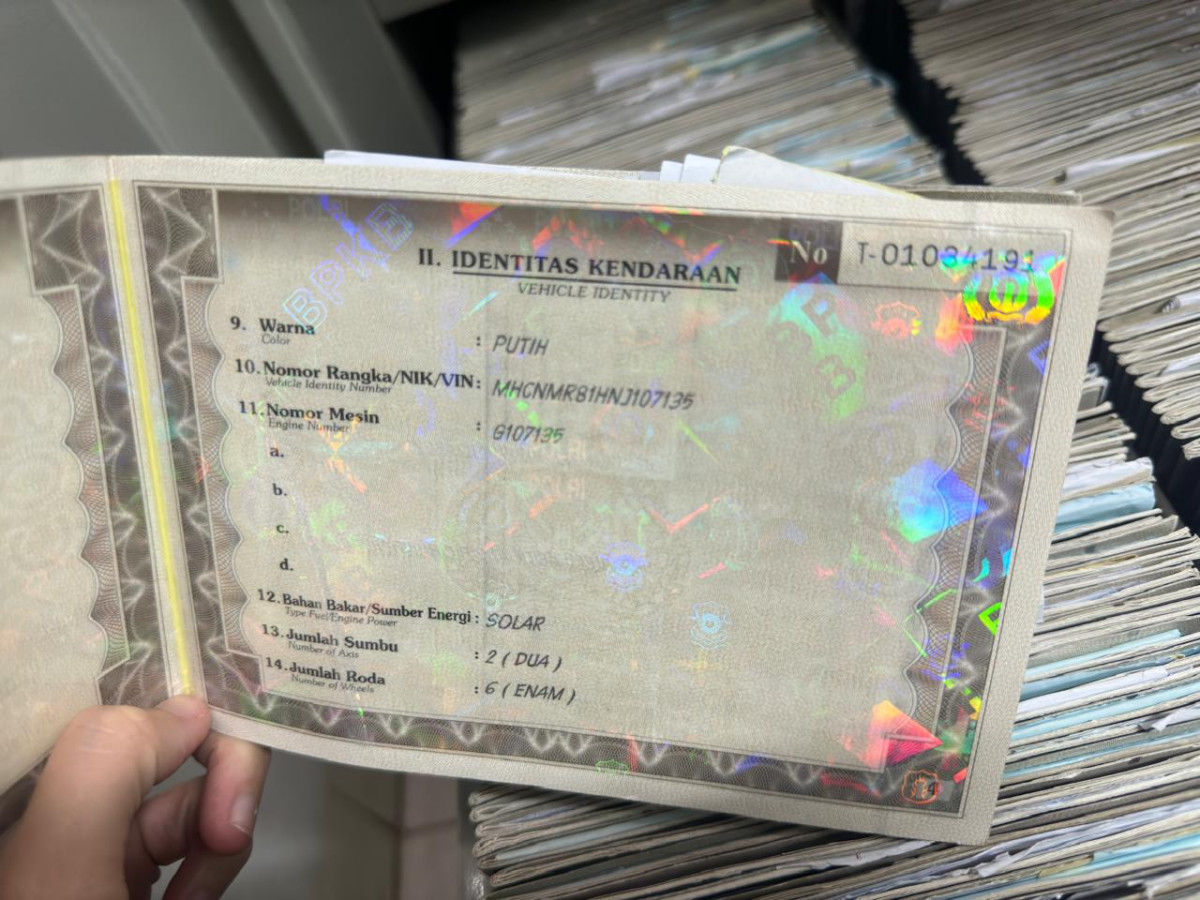 No T-01034191
II. IDENTITAS KENDARAAN
VEHICLE IDENTITY
9. Warna : PUTIH
Color
10. Nomor Rangka/NIK/VIN : MHCNMR81HNJ107135
Vehicle Identity Number
11. Nomor Mesin : G107135
Engine Number
a.
b.
c.
d.
12. Bahan Bakar/Sumber Energi : SOLAR
Type Fuel/Engine Power
13. Jumlah Sumbu : 2 ( DUA )
Number of Axis
14. Jumlah Roda : 6 ( ENAM )
Number of Wheels
BPKB